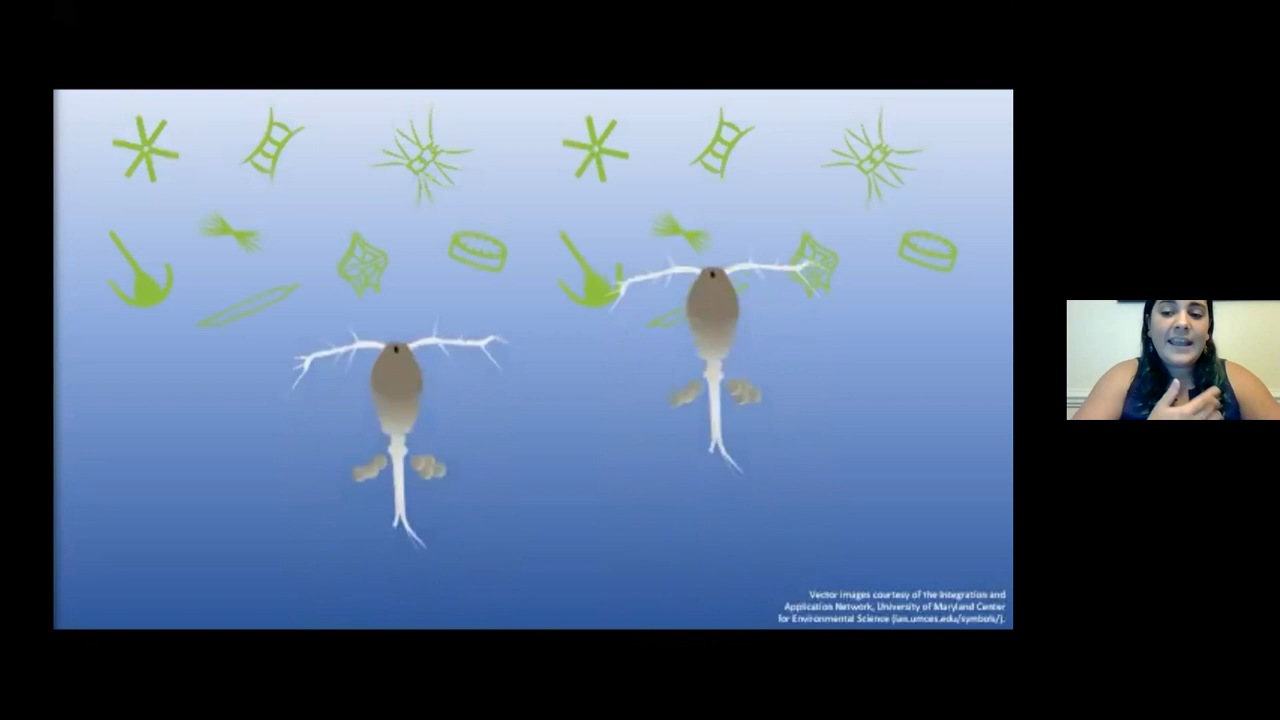 Vector images courtesy of the Integration and
Application Network, University of Maryland Center
for Environmental Science (ian.umces.edu/symbols/).